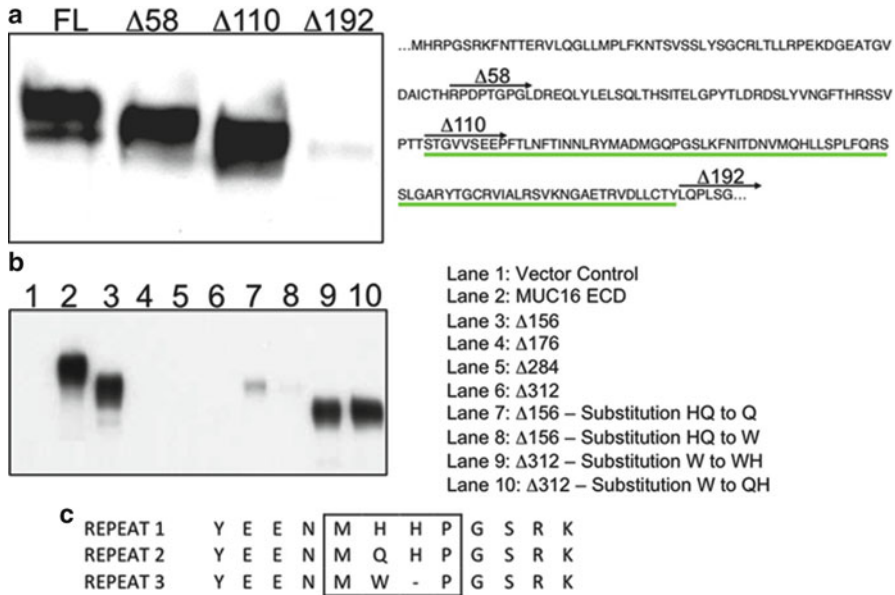 a
FL Δ58 Δ110 Δ192
...MHRPGSRKFNTTERVLQGLLMPLFKNTSVSSLYSGCRLTLLRPEKDGEATGV
Δ58
DAICTHRPDPTGPGLDREQLYLELSQLTHSITELGPYTLDRDSLYVNGFTHRSSV
Δ110
PTTSTGVVSEEPFTLNFTINNLRYMADMGQPGSLKFNITDNVMQHLLSPLFQRS
Δ192
SLGARYTGCRVIALRSVKNGAETRVDLLCTYLQPLSG...
b
1 2 3 4 5 6 7 8 9 10
Lane 1: Vector Control
Lane 2: MUC16 ECD
Lane 3: Δ156
Lane 4: Δ176
Lane 5: Δ284
Lane 6: Δ312
Lane 7: Δ156 – Substitution HQ to Q
Lane 8: Δ156 – Substitution HQ to W
Lane 9: Δ312 – Substitution W to WH
Lane 10: Δ312 – Substitution W to QH
c
REPEAT 1 Y E E N M H H P G S R K
REPEAT 2 Y E E N M Q H P G S R K
REPEAT 3 Y E E N M W - P G S R K